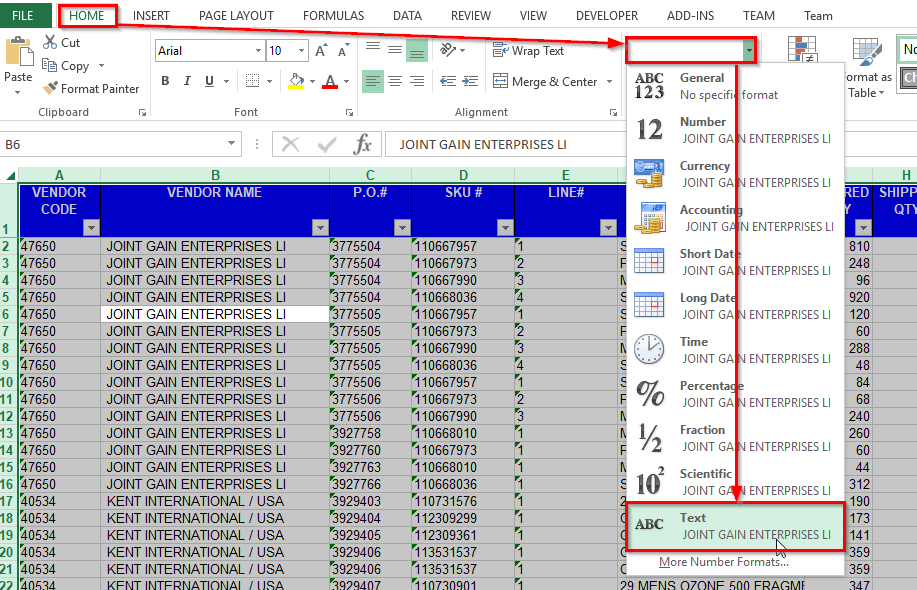 FILE HOME INSERT PAGE LAYOUT FORMULAS DATA REVIEW VIEW DEVELOPER ADD-INS TEAM Team
Cut
Copy
Format Painter
Paste
Clipboard
Arial 10
B I U
Font
Wrap Text
Merge & Center
Alignment
ormat as
Table
B6 fx JOINT GAIN ENTERPRISES LI
General
No specific format
Number
JOINT GAIN ENTERPRISES LI
Currency
JOINT GAIN ENTERPRISES LI
Accounting
JOINT GAIN ENTERPRISES LI
Short Date
JOINT GAIN ENTERPRISES LI
Long Date
JOINT GAIN ENTERPRISES LI
Time
JOINT GAIN ENTERPRISES LI
Percentage
JOINT GAIN ENTERPRISES LI
Fraction
JOINT GAIN ENTERPRISES LI
Scientific
JOINT GAIN ENTERPRISES LI
Text
JOINT GAIN ENTERPRISES LI
More Number Formats...
A B C D E H
1 VENDOR CODE VENDOR NAME P.O.# SKU # LINE# RED Y SHIPP QTY
2 47650 JOINT GAIN ENTERPRISES LI 3775504 110667957 1 S 810
3 47650 JOINT GAIN ENTERPRISES LI 3775504 110667973 2 F 248
4 47650 JOINT GAIN ENTERPRISES LI 3775504 110667990 3 M 96
5 47650 JOINT GAIN ENTERPRISES LI 3775504 110668036 4 S 920
6 47650 JOINT GAIN ENTERPRISES LI 3775505 110667957 1 S 120
7 47650 JOINT GAIN ENTERPRISES LI 3775505 110667973 2 F 60
8 47650 JOINT GAIN ENTERPRISES LI 3775505 110667990 3 M 288
9 47650 JOINT GAIN ENTERPRISES LI 3775505 110668036 4 S 48
10 47650 JOINT GAIN ENTERPRISES LI 3775506 110667957 1 S 84
11 47650 JOINT GAIN ENTERPRISES LI 3775506 110667973 2 F 68
12 47650 JOINT GAIN ENTERPRISES LI 3775506 110667990 3 M 240
13 47650 JOINT GAIN ENTERPRISES LI 3927758 110668010 1 M 260
14 47650 JOINT GAIN ENTERPRISES LI 3927760 110667990 1 M 60
15 47650 JOINT GAIN ENTERPRISES LI 3927763 110668010 1 M 44
16 47650 JOINT GAIN ENTERPRISES LI 3927766 110668036 1 S 312
17 40534 KENT INTERNATIONAL / USA 3929403 110731576 1 2 190
18 40534 KENT INTERNATIONAL / USA 3929404 112309299 1 173
19 40534 KENT INTERNATIONAL / USA 3929405 112309361 1 141
20 40534 KENT INTERNATIONAL / USA 3929406 113531537 1 359
21 40534 KENT INTERNATIONAL / USA 3929406 113531537 1 359
22 40534 KENT INTERNATIONAL / USA 3929407 110730901 1 29 MENS OZONE 500 FRAGME 347